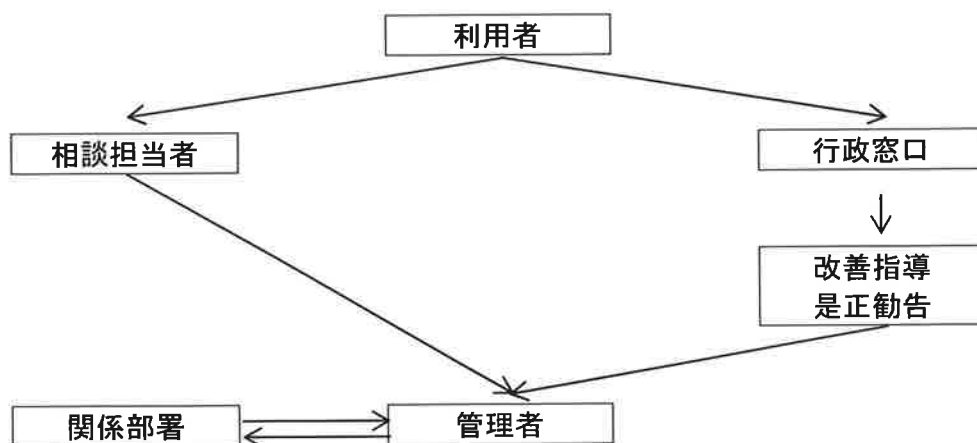 利用者
相談担当者
行政窓口
改善指導
是正勧告
関係部署
管理者